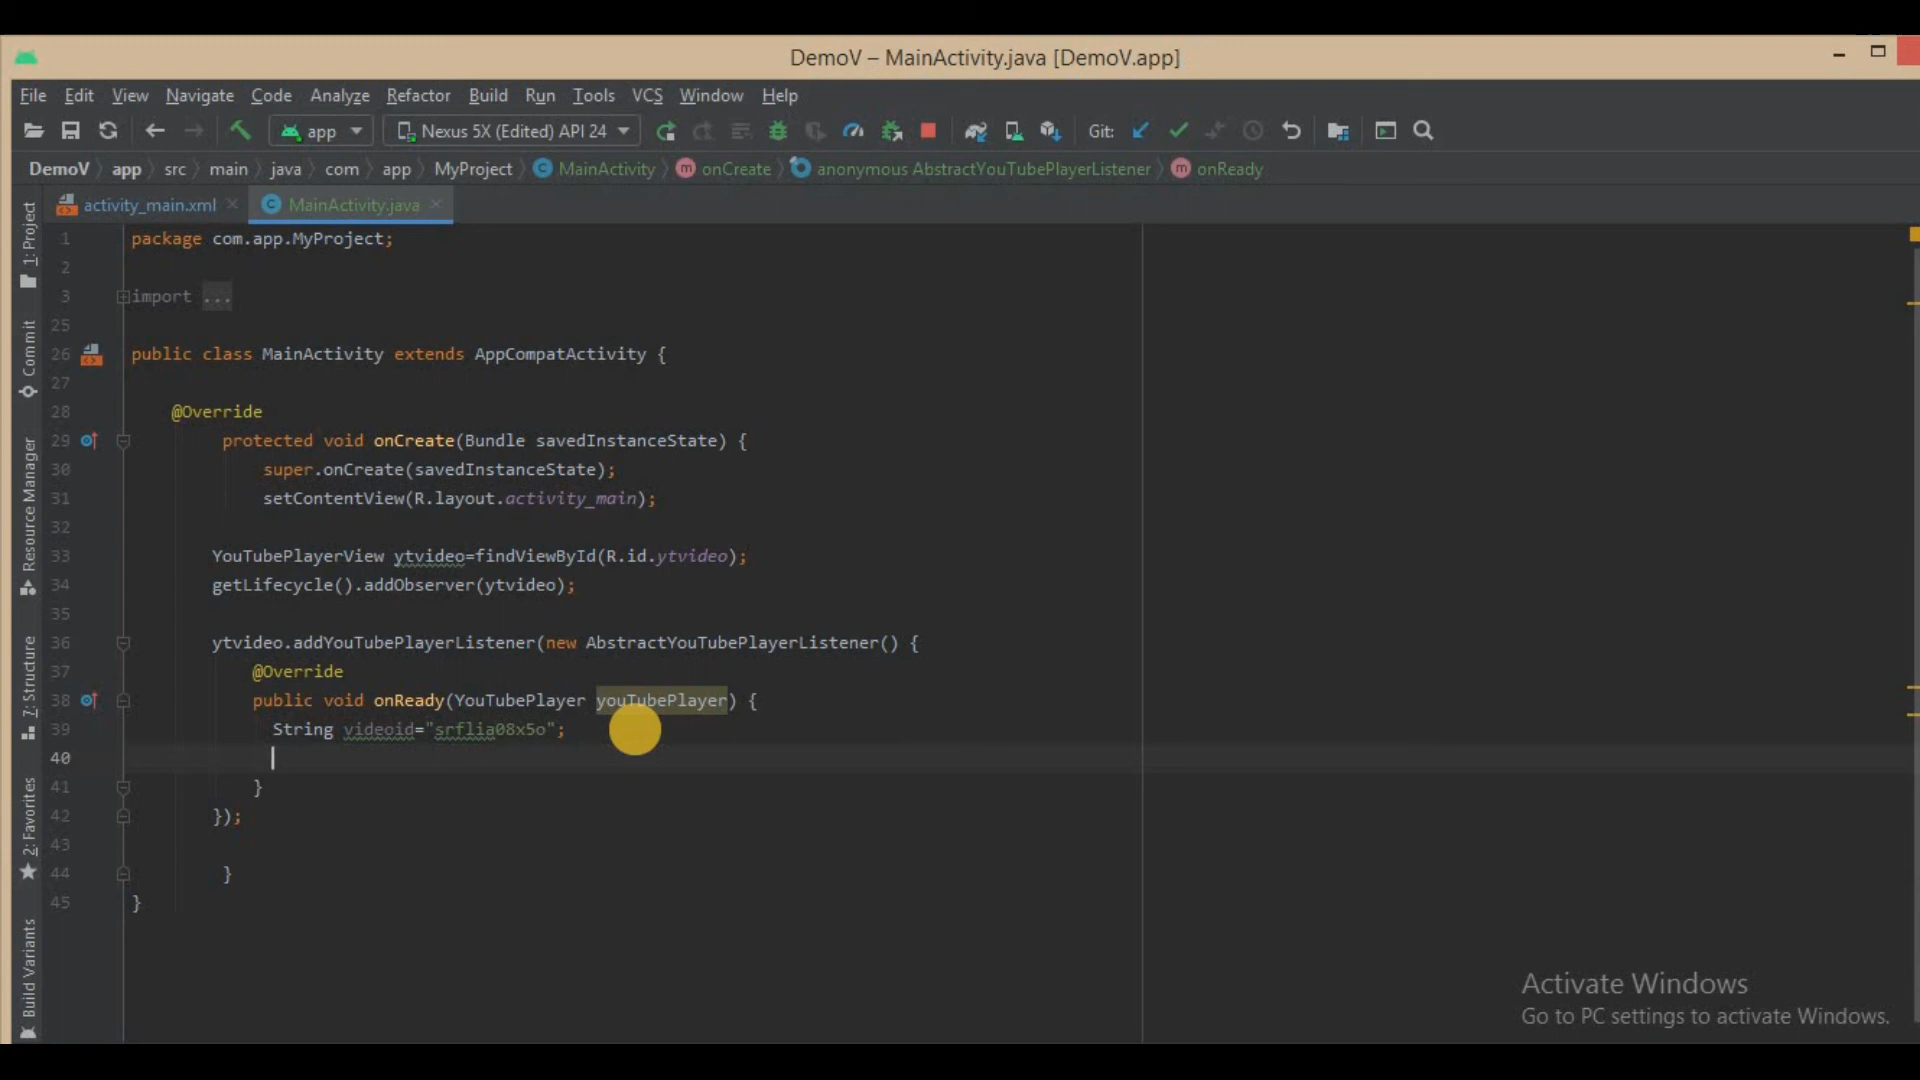 DemoV – MainActivity.java [DemoV.app]
File Edit View Navigate Code Analyze Refactor Build Run Tools VCS Window Help
app Nexus 5X (Edited) API 24 Git:
DemoV app src main java com app MyProject MainActivity onCreate anonymous AbstractYouTubePlayerListener onReady
activity_main.xml MainActivity.java
1: Project
Commit
Resource Manager
7: Structure
2: Favorites
Build Variants
1 package com.app.MyProject;
2
3 import ...
25
26 public class MainActivity extends AppCompatActivity {
27
28 @Override
29 protected void onCreate(Bundle savedInstanceState) {
30 super.onCreate(savedInstanceState);
31 setContentView(R.layout.activity_main);
32
33 YouTubePlayerView ytvideo=findViewById(R.id.ytvideo);
34 getLifecycle().addObserver(ytvideo);
35
36 ytvideo.addYouTubePlayerListener(new AbstractYouTubePlayerListener() {
37 @Override
38 public void onReady(YouTubePlayer youTubePlayer) {
39 String videoid="srflia08x5o";
40
41 }
42 });
43
44 }
45 }
Activate Windows
Go to PC settings to activate Windows.